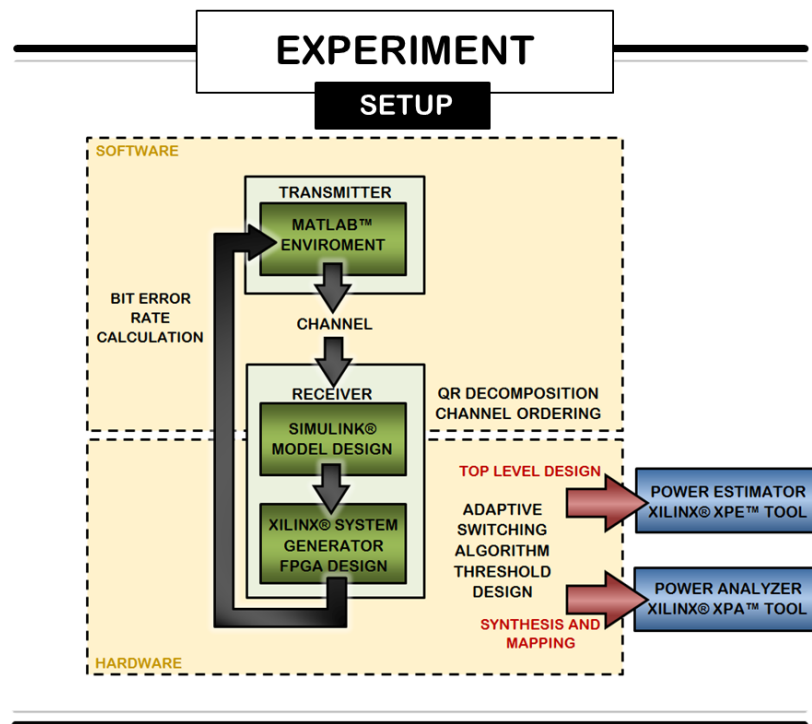 EXPERIMENT
SETUP
SOFTWARE
TRANSMITTER
MATLAB™
ENVIROMENT
BIT ERROR
RATE
CALCULATION
CHANNEL
RECEIVER
QR DECOMPOSITION
CHANNEL ORDERING
SIMULINK®
MODEL DESIGN
TOP LEVEL DESIGN
POWER ESTIMATOR
XILINX® XPE™ TOOL
XILINX® SYSTEM
GENERATOR
FPGA DESIGN
ADAPTIVE
SWITCHING
ALGORITHM
THRESHOLD
DESIGN
POWER ANALYZER
XILINX® XPA™ TOOL
SYNTHESIS AND
MAPPING
HARDWARE